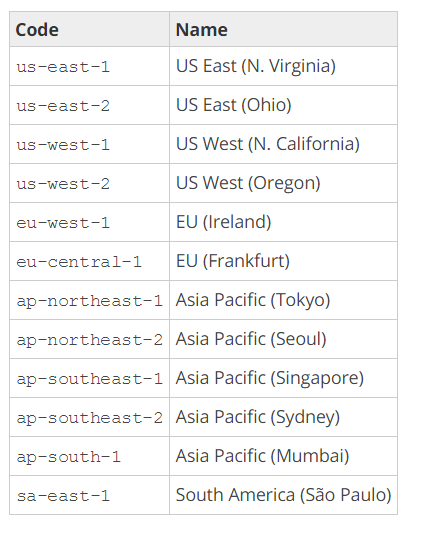 Code Name
us-east-1 US East (N. Virginia)
us-east-2 US East (Ohio)
us-west-1 US West (N. California)
us-west-2 US West (Oregon)
eu-west-1 EU (Ireland)
eu-central-1 EU (Frankfurt)
ap-northeast-1 Asia Pacific (Tokyo)
ap-northeast-2 Asia Pacific (Seoul)
ap-southeast-1 Asia Pacific (Singapore)
ap-southeast-2 Asia Pacific (Sydney)
ap-south-1 Asia Pacific (Mumbai)
sa-east-1 South America (São Paulo)